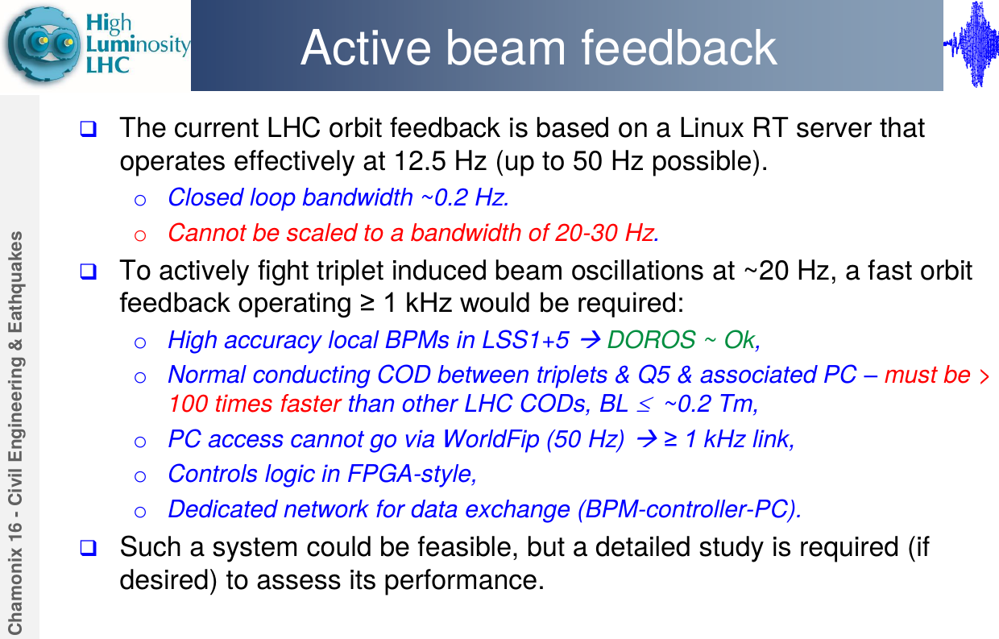 High
Luminosity
LHC
Active beam feedback
❑ The current LHC orbit feedback is based on a Linux RT server that
operates effectively at 12.5 Hz (up to 50 Hz possible).
o Closed loop bandwidth ~0.2 Hz.
o Cannot be scaled to a bandwidth of 20-30 Hz.
❑ To actively fight triplet induced beam oscillations at ~20 Hz, a fast orbit
feedback operating ≥ 1 kHz would be required:
o High accuracy local BPMs in LSS1+5 → DOROS ~ Ok,
o Normal conducting COD between triplets & Q5 & associated PC – must be >
100 times faster than other LHC CODs, BL ≤ ~0.2 Tm,
o PC access cannot go via WorldFip (50 Hz) → ≥ 1 kHz link,
o Controls logic in FPGA-style,
o Dedicated network for data exchange (BPM-controller-PC).
❑ Such a system could be feasible, but a detailed study is required (if
desired) to assess its performance.
Chamonix 16 - Civil Engineering & Eathquakes